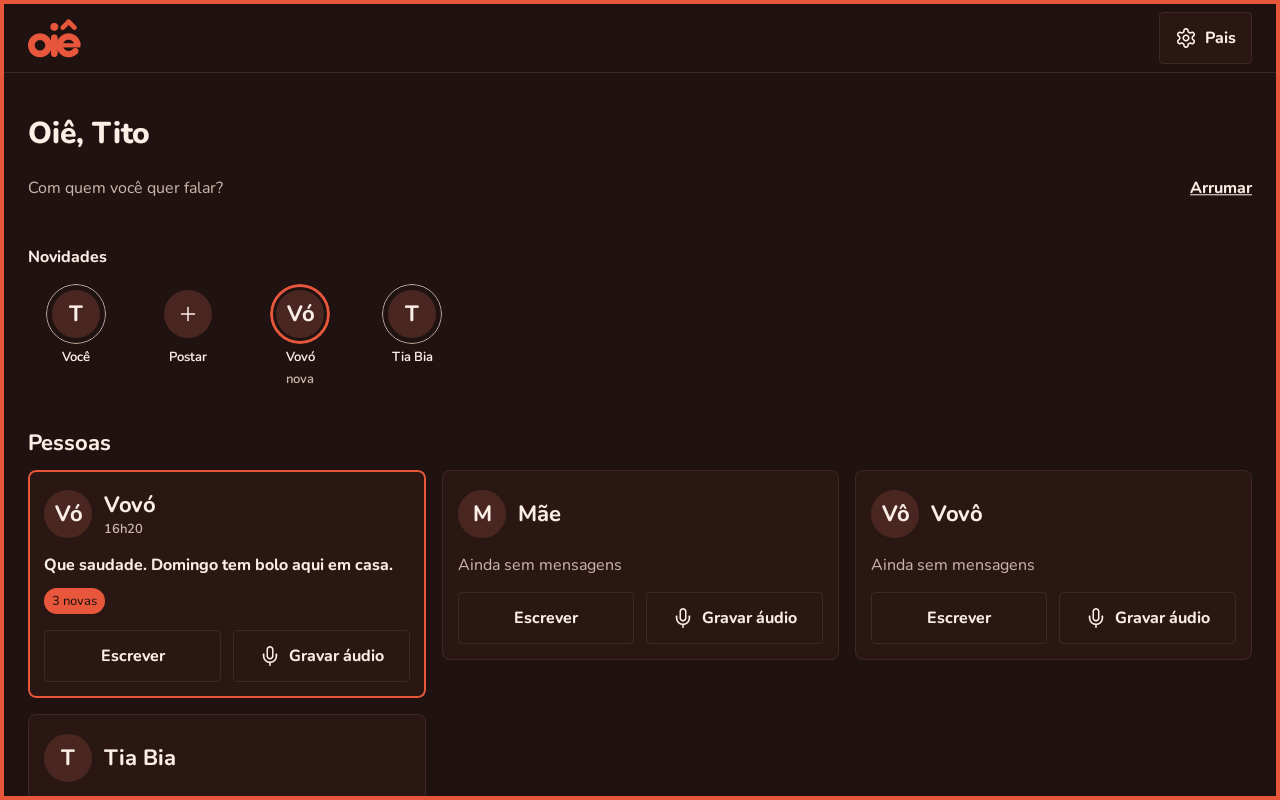 oiê
Pais
Oiê, Tito
Com quem você quer falar?
Arrumar
Novidades
T
Você
Postar
Vó
Vovó
nova
T
Tia Bia
Pessoas
Vó
Vovó
16h20
Que saudade. Domingo tem bolo aqui em casa.
3 novas
Escrever
Gravar áudio
M
Mãe
Ainda sem mensagens
Escrever
Gravar áudio
Vô
Vovô
Ainda sem mensagens
Escrever
Gravar áudio
T
Tia Bia